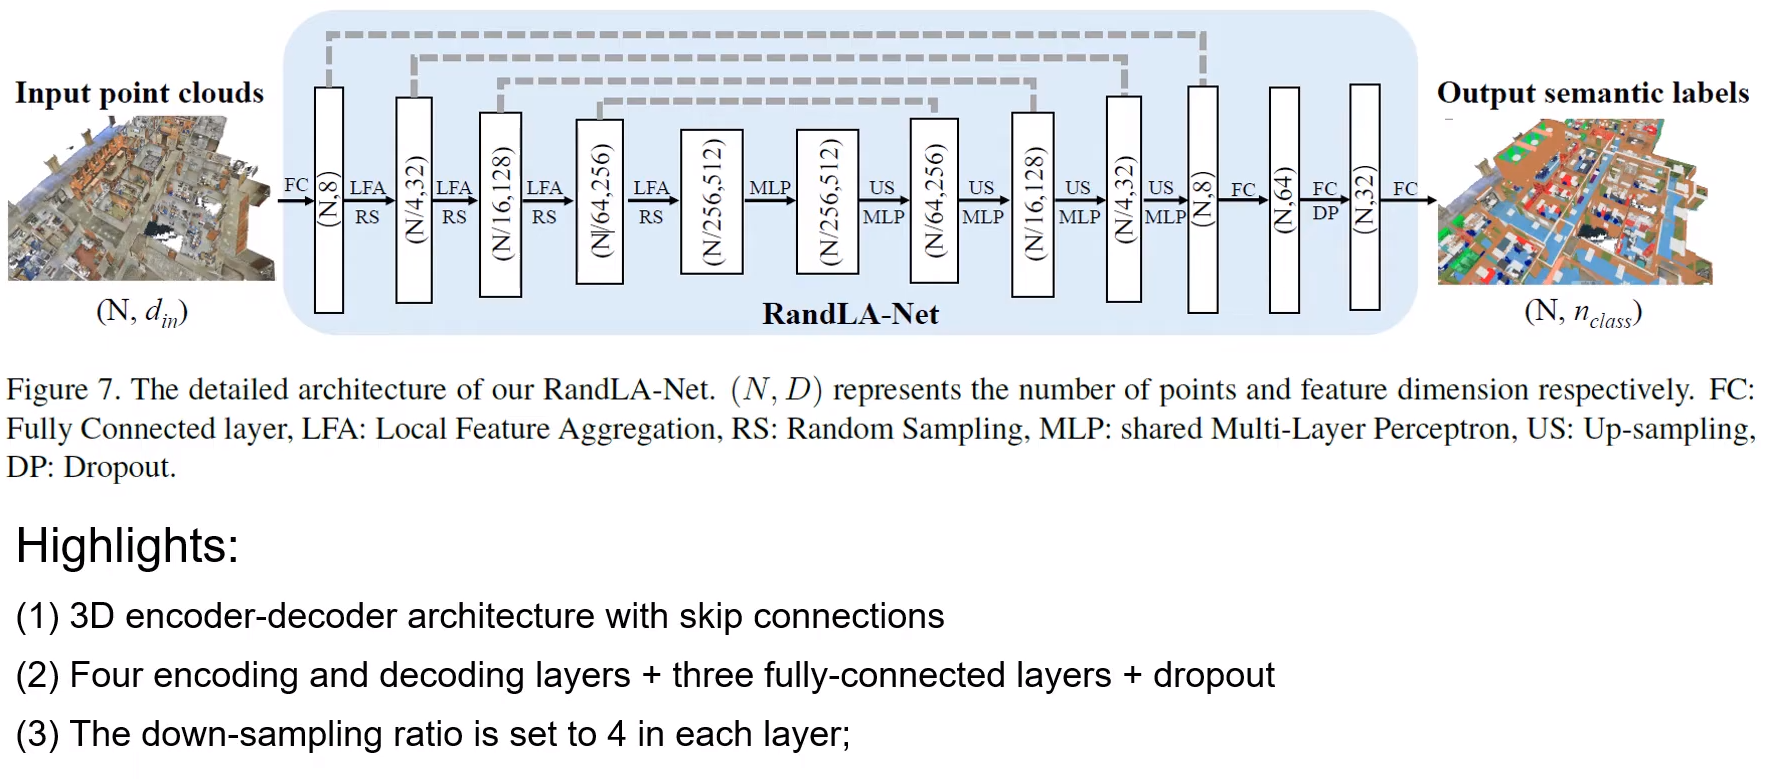 Input point clouds
(N, d_in)
FC
(N,8)
LFA
RS
(N/4,32)
LFA
RS
(N/16,128)
LFA
RS
(N/64,256)
LFA
RS
(N/256,512)
MLP
(N/256,512)
US
MLP
(N/64,256)
US
MLP
(N/16,128)
US
MLP
(N/4,32)
US
MLP
(N,8)
FC
(N,64)
FC
DP
(N,32)
FC
RandLA-Net
Output semantic labels
(N, n_class)
Figure 7. The detailed architecture of our RandLA-Net. (N, D) represents the number of points and feature dimension respectively. FC:
Fully Connected layer, LFA: Local Feature Aggregation, RS: Random Sampling, MLP: shared Multi-Layer Perceptron, US: Up-sampling,
DP: Dropout.
Highlights:
(1) 3D encoder-decoder architecture with skip connections
(2) Four encoding and decoding layers + three fully-connected layers + dropout
(3) The down-sampling ratio is set to 4 in each layer;